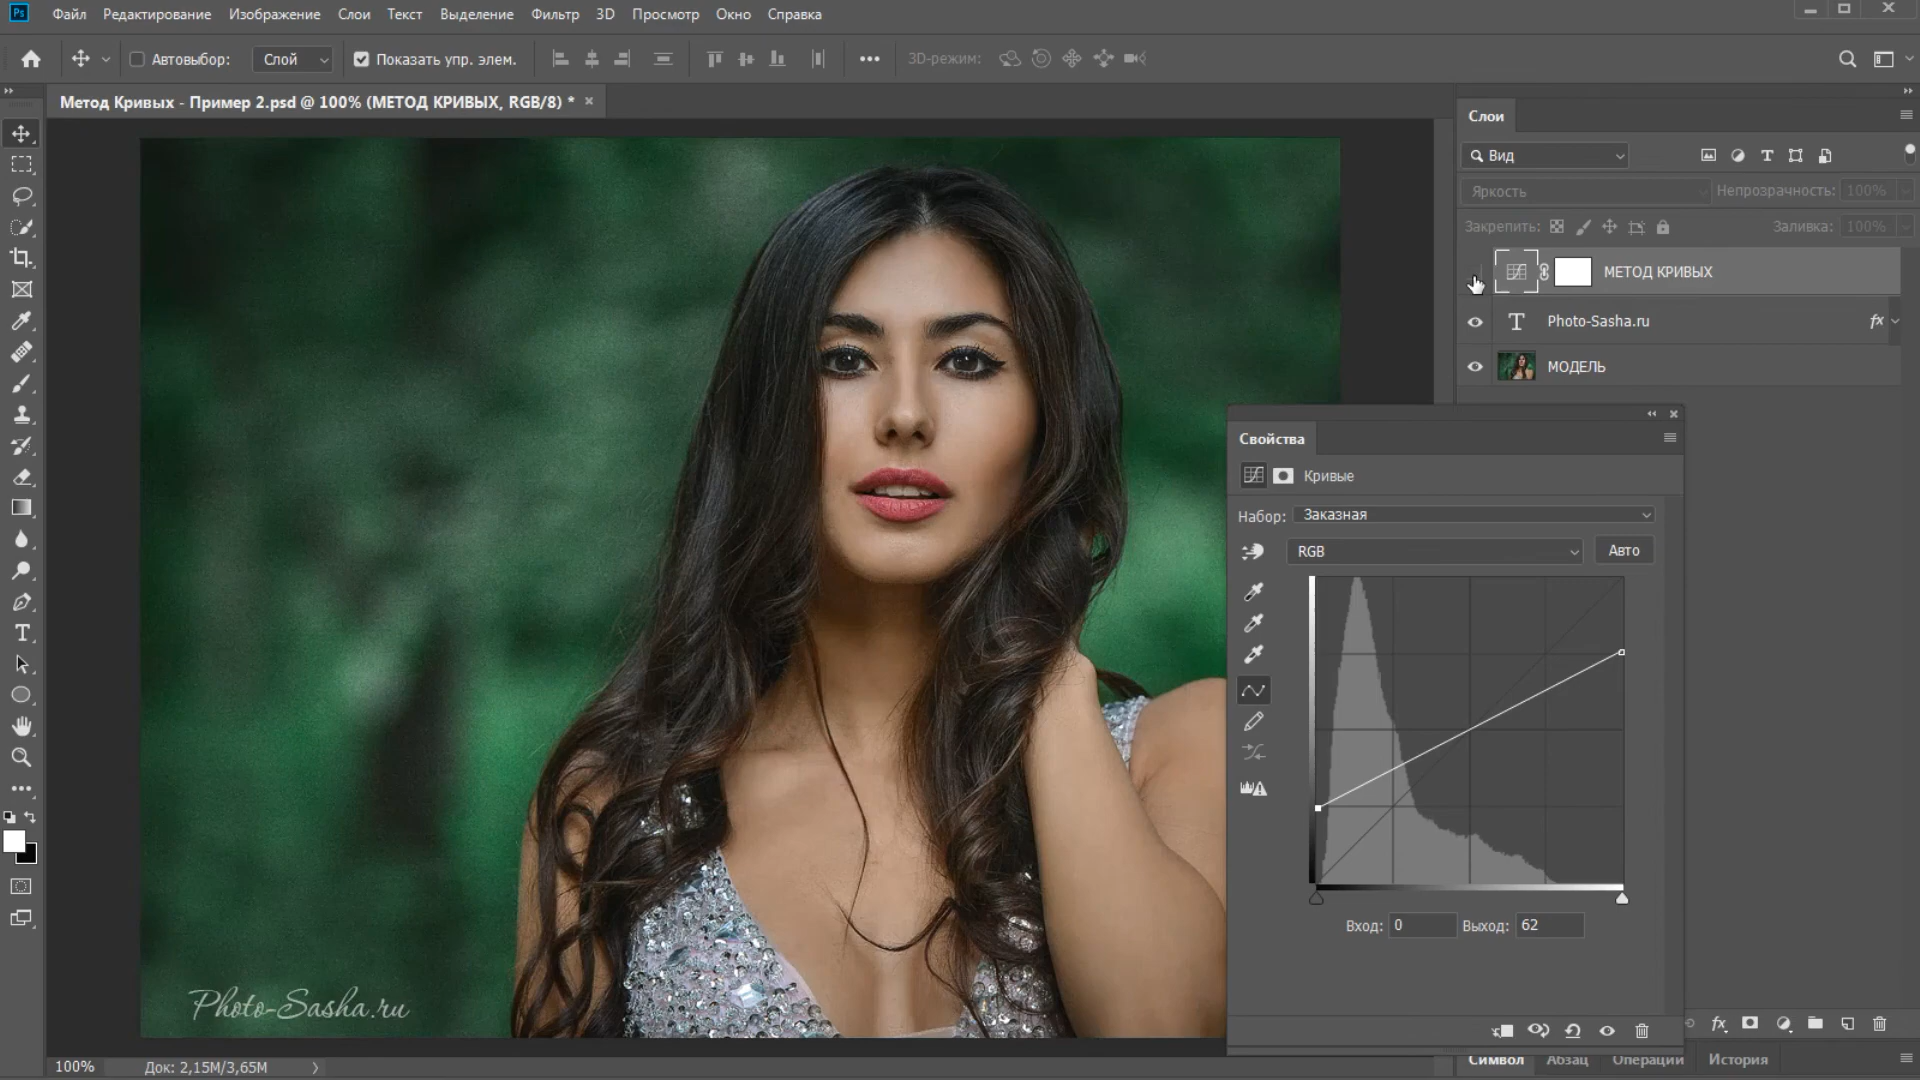 Ps Файл Редактирование Изображение Слои Текст Выделение Фильтр 3D Просмотр Окно Справка
Автовыбор: Слой Показать упр. элем. 3D-режим:
Метод Кривых - Пример 2.psd @ 100% (МЕТОД КРИВЫХ, RGB/8) *
Слои
Вид
Яркость Непрозрачность: 100%
Закрепить: Заливка: 100%
МЕТОД КРИВЫХ
Photo-Sasha.ru fx
МОДЕЛЬ
Свойства
Кривые
Набор: Заказная
RGB Авто
Вход: 0 Выход: 62
Photo-Sasha.ru
100% Док: 2,15M/3,65M
Символ Абзац Операции История